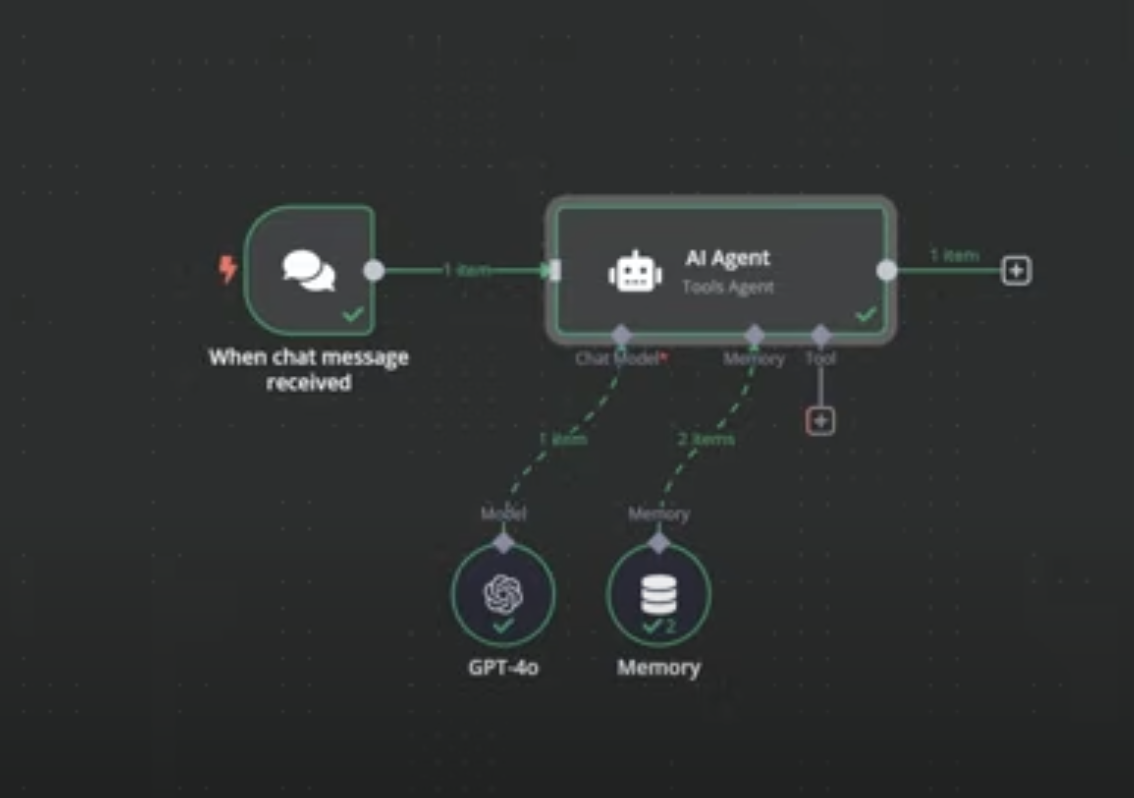 1 item
AI Agent
Tools Agent
1 item
When chat message
received
Chat Model*
Memory
Tool
1 item
2 items
Model
Memory
2
GPT-4o
Memory